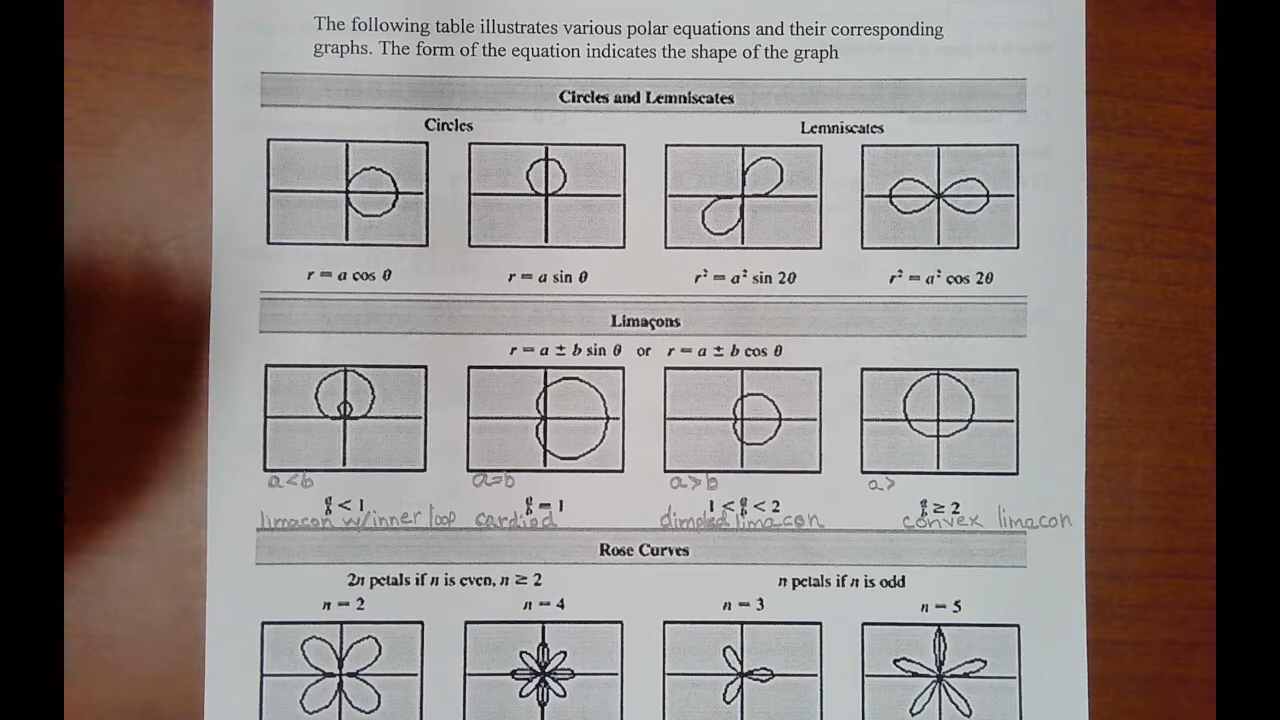 The following table illustrates various polar equations and their corresponding
graphs. The form of the equation indicates the shape of the graph
Circles and Lemniscates
Circles
Lemniscates
r = a cos θ
r = a sin θ
r² = a² sin 2θ
r² = a² cos 2θ
Limaçons
r = a ± b sin θ or r = a ± b cos θ
a<b
a=b
a>b
a>
a/b < 1
a/b = 1
1 < a/b < 2
a/b ≥ 2
limacon w/inner loop
cardiod
dimpled limacon
convex limacon
Rose Curves
2n petals if n is even, n ≥ 2
n petals if n is odd
n = 2
n = 4
n = 3
n = 5